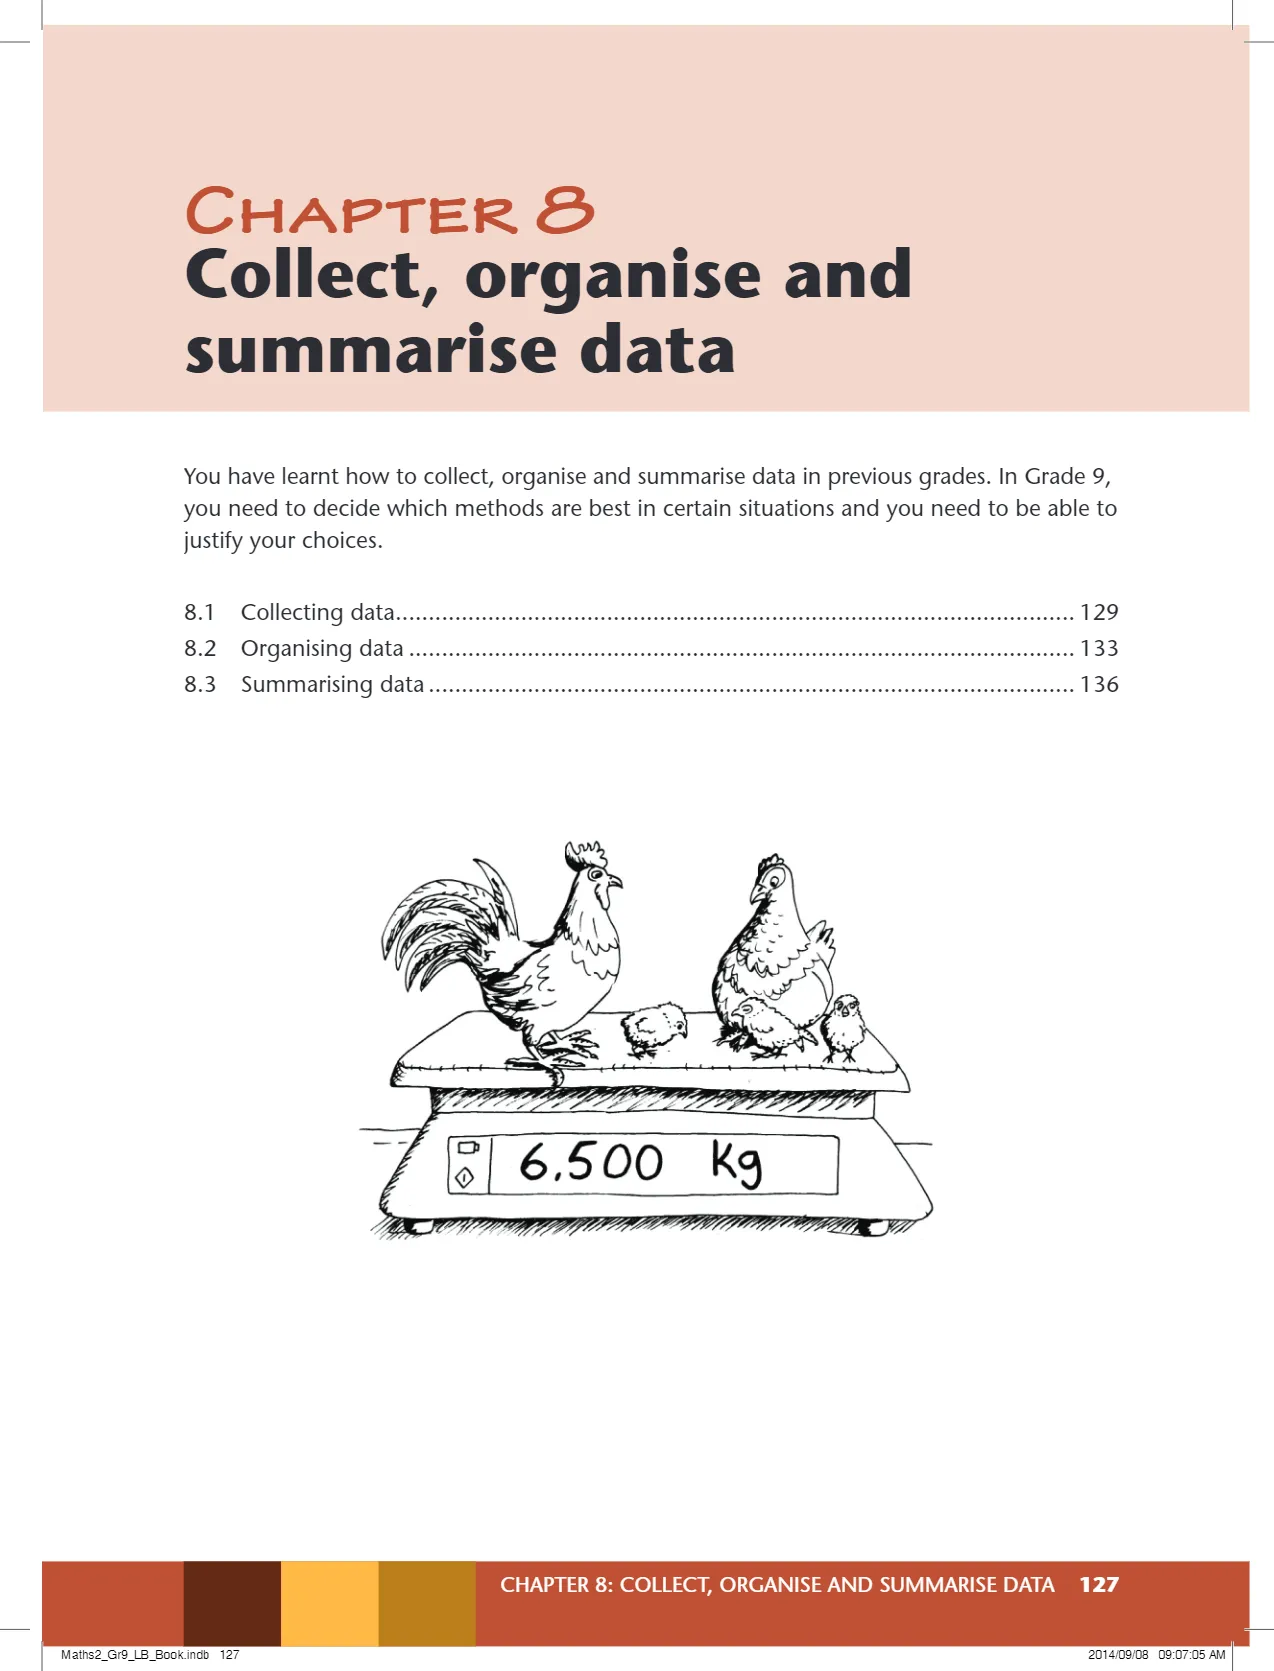 CHAPTER 8
Collect, organise and
summarise data
You have learnt how to collect, organise and summarise data in previous grades. In Grade 9,
you need to decide which methods are best in certain situations and you need to be able to
justify your choices.
8.1 Collecting data.................................................................................................... 129
8.2 Organising data .................................................................................................. 133
8.3 Summarising data ............................................................................................... 136
6.500 kg
CHAPTER 8: COLLECT, ORGANISE AND SUMMARISE DATA 127
Maths2_Gr9_LB_Book.indb 127 2014/09/08 09:07:05 AM